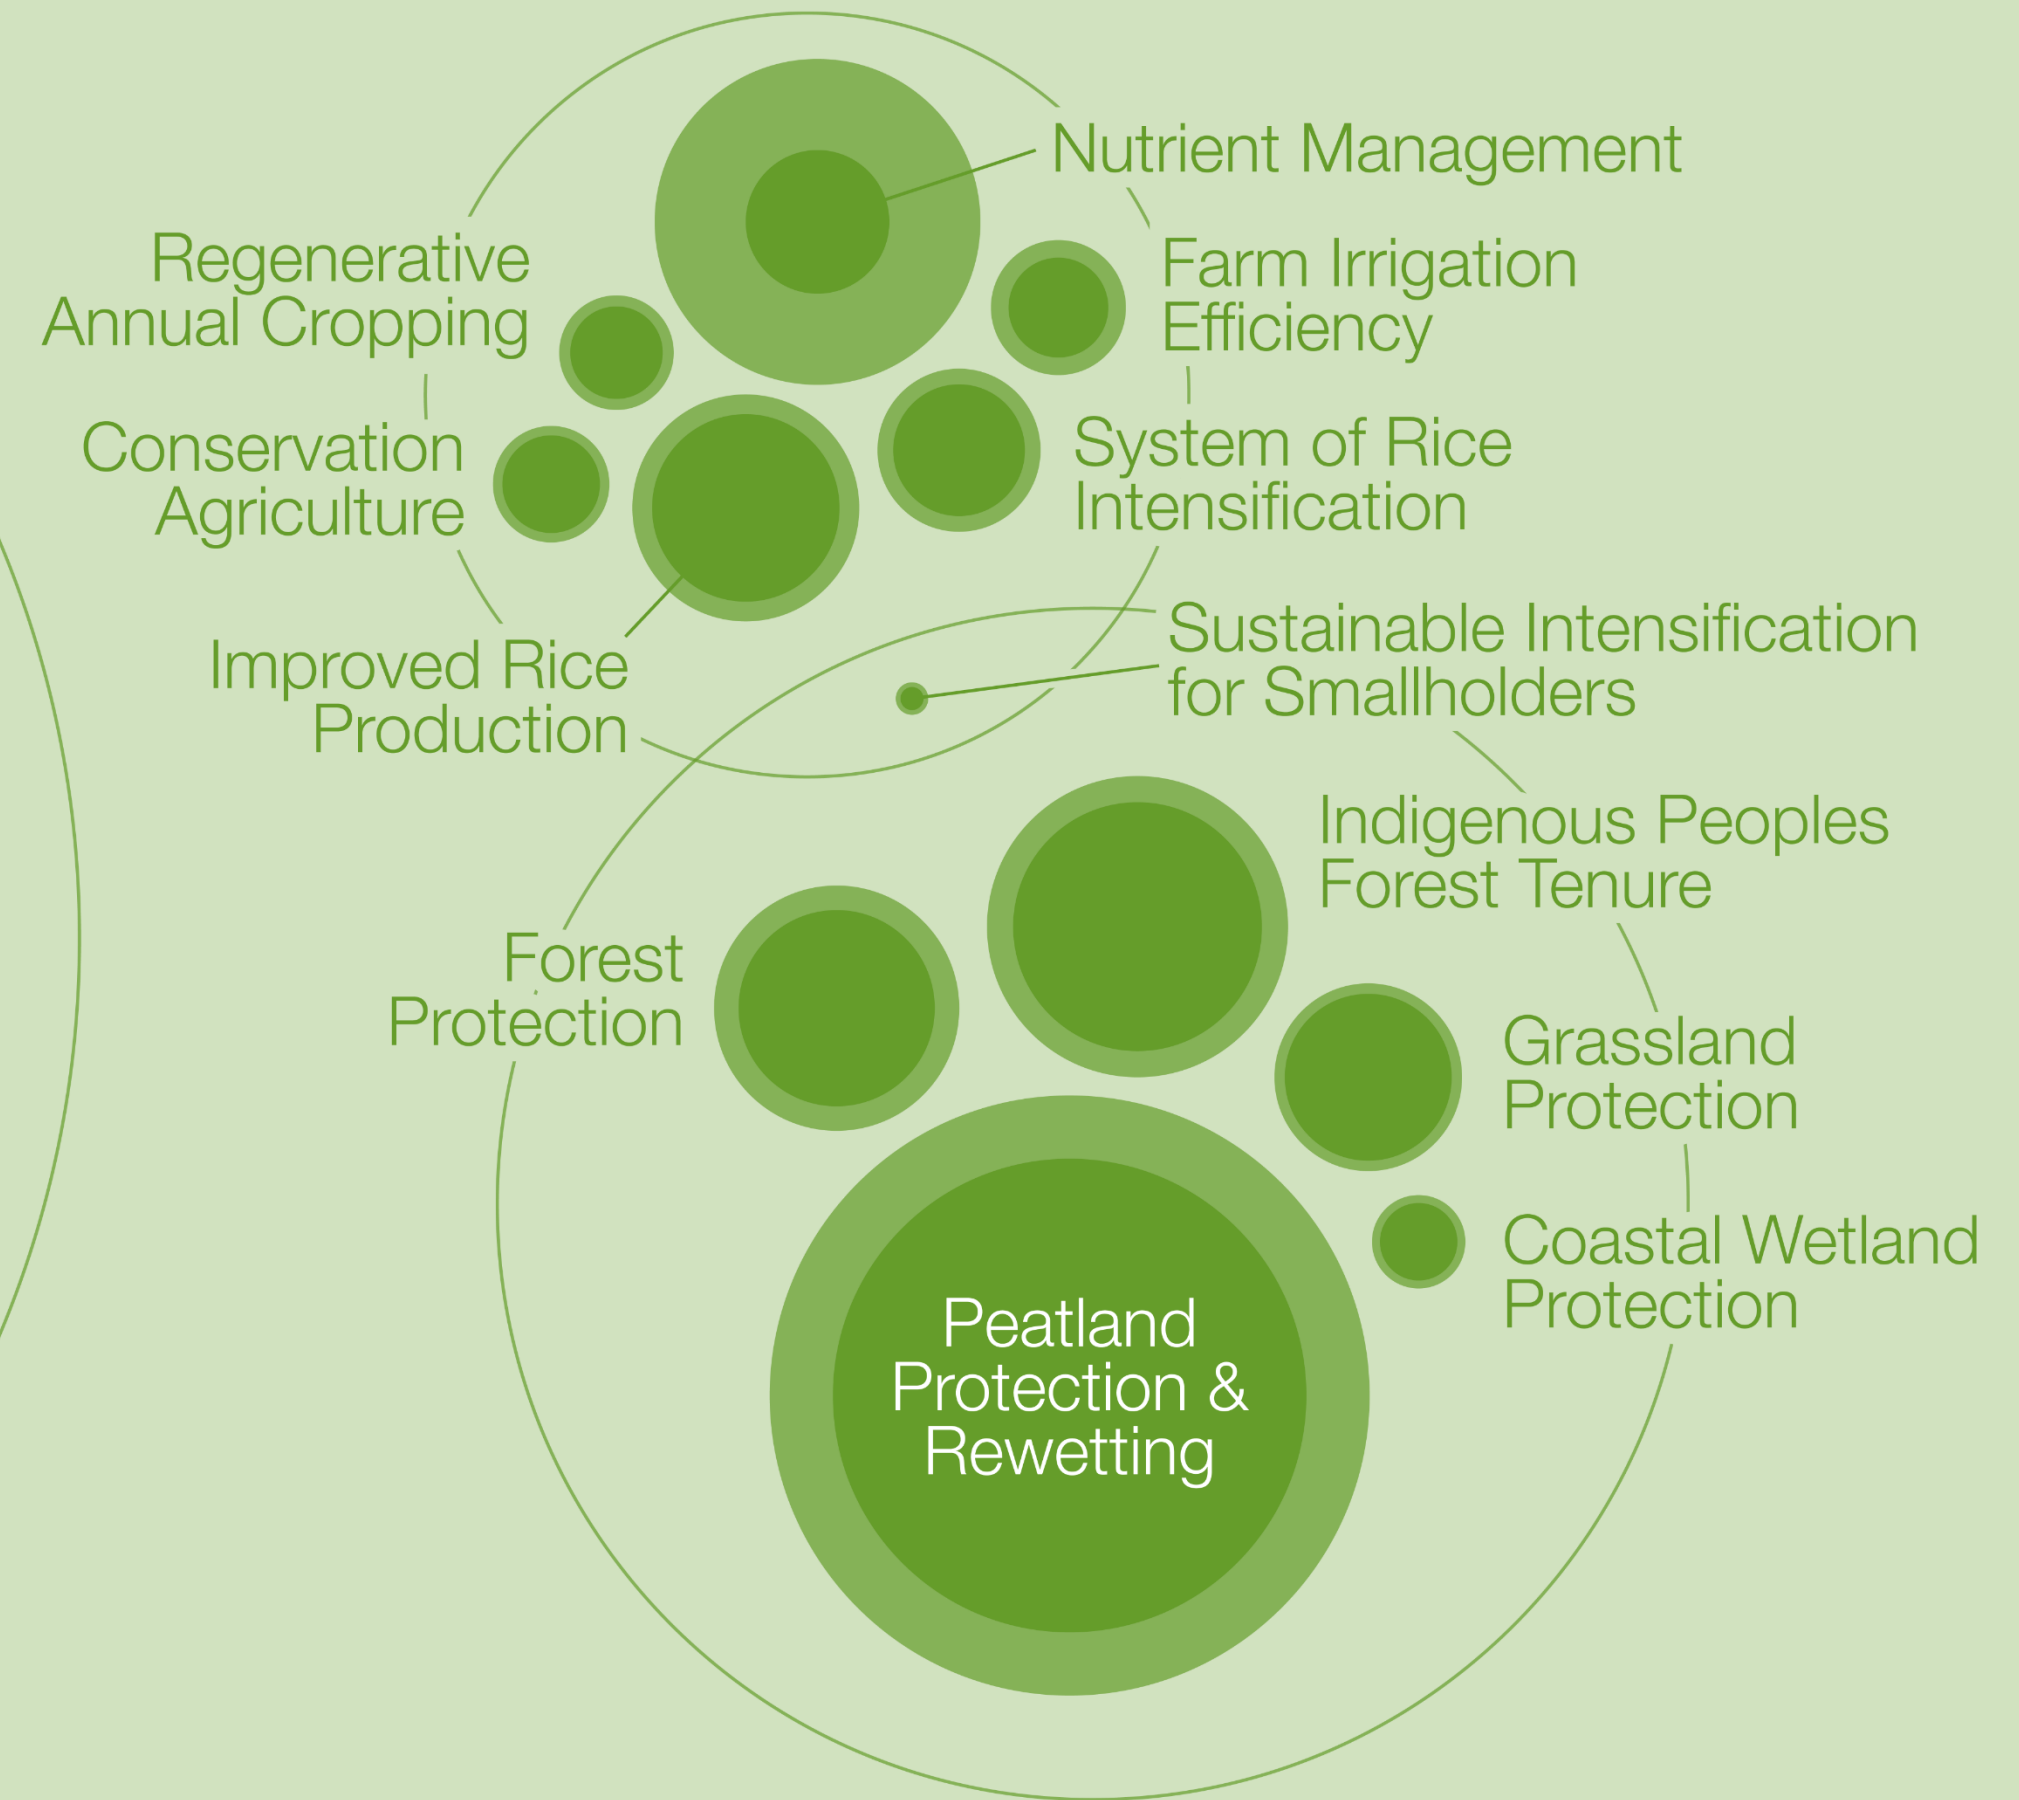 Nutrient Management
Regenerative
Annual Cropping
Farm Irrigation
Efficiency
Conservation
Agriculture
System of Rice
Intensification
Improved Rice
Production
Sustainable Intensification
for Smallholders
Indigenous Peoples
Forest Tenure
Forest
Protection
Grassland
Protection
Coastal Wetland
Protection
Peatland
Protection &
Rewetting